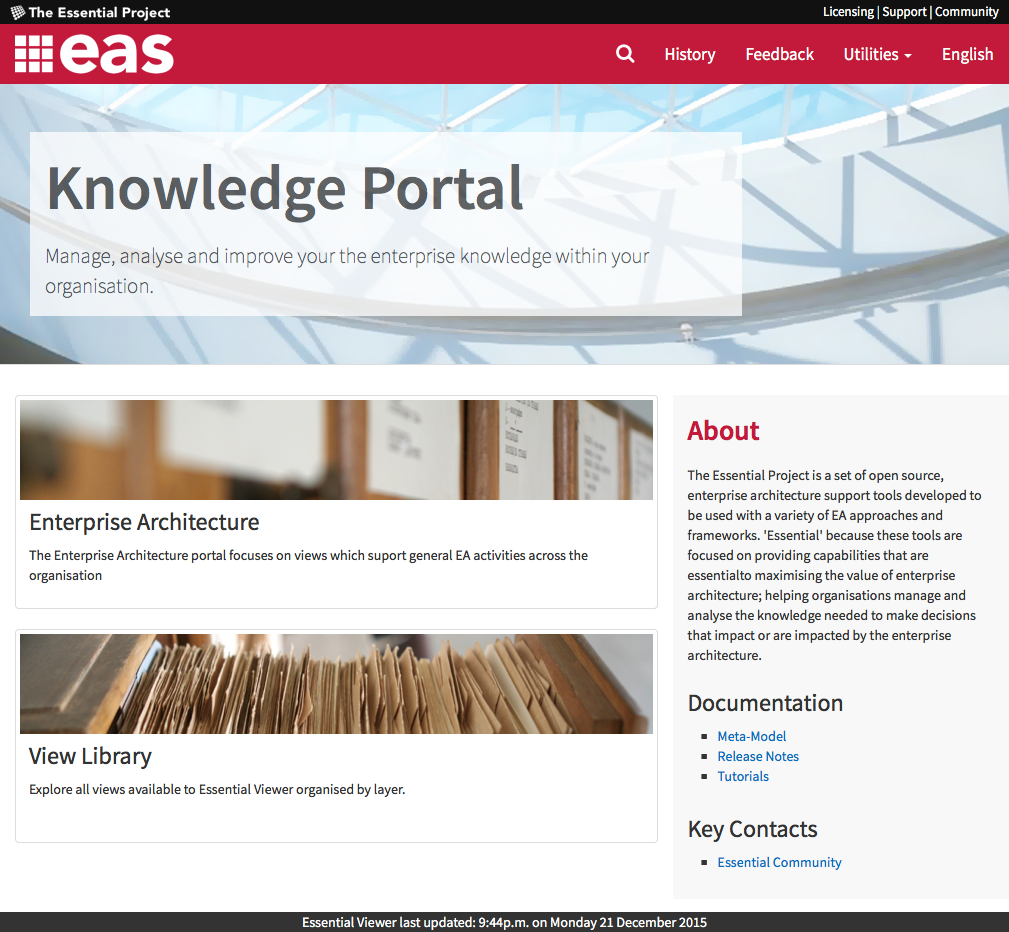 The Essential Project
Licensing | Support | Community
eas
History
Feedback
Utilities
English
Knowledge Portal
Manage, analyse and improve your the enterprise knowledge within your
organisation.
Enterprise Architecture
The Enterprise Architecture portal focuses on views which suport general EA activities across the
organisation
View Library
Explore all views available to Essential Viewer organised by layer.
About
The Essential Project is a set of open source,
enterprise architecture support tools developed to
be used with a variety of EA approaches and
frameworks. 'Essential' because these tools are
focused on providing capabilities that are
essentialto maximising the value of enterprise
architecture; helping organisations manage and
analyse the knowledge needed to make decisions
that impact or are impacted by the enterprise
architecture.
Documentation
Meta-Model
Release Notes
Tutorials
Key Contacts
Essential Community
Essential Viewer last updated: 9:44p.m. on Monday 21 December 2015